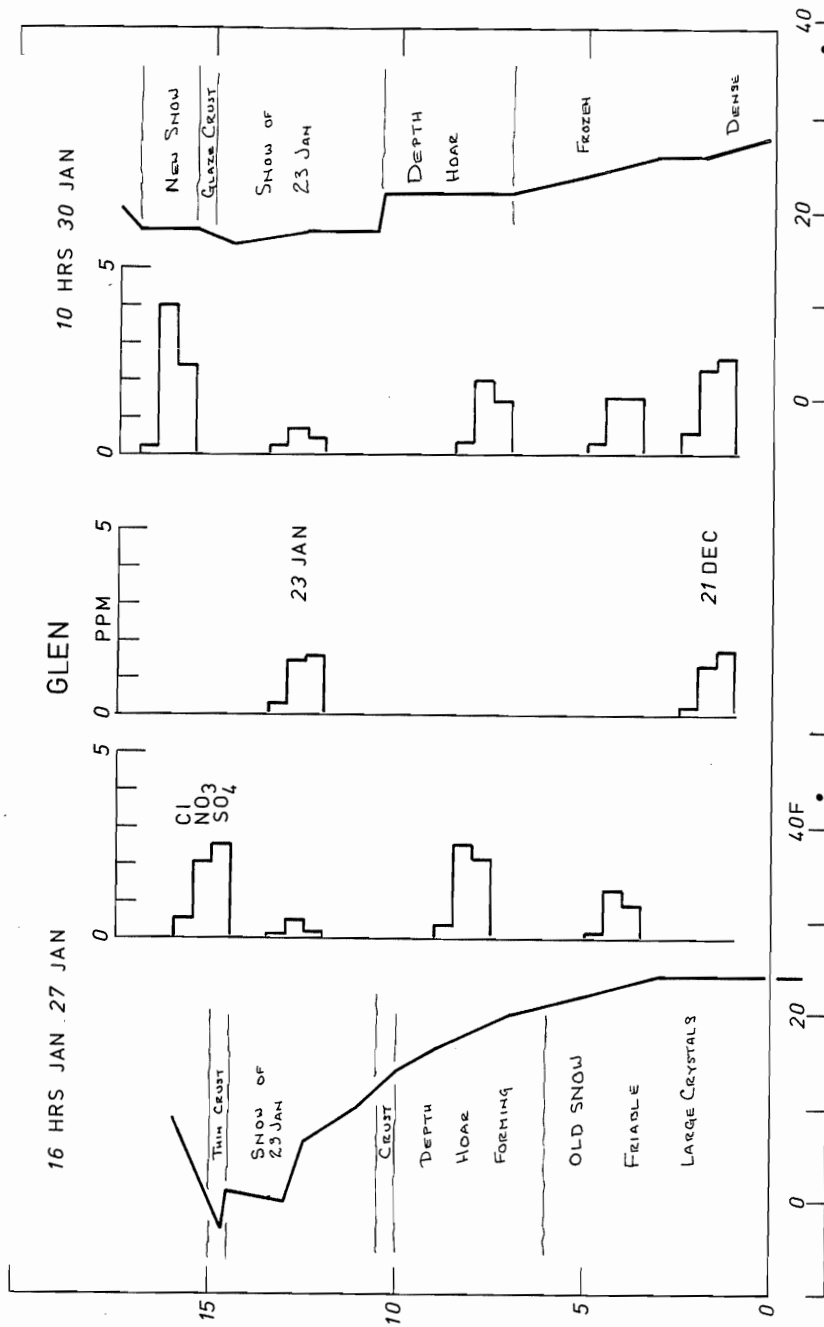 GLEN
16 HRS JAN 27 JAN
10 HRS 30 JAN
0 5
0 PPM 5
0 5
15
10
5
0
THIN CRUST
SNOW OF
23 JAN
CRUST
DEPTH
HOAR
FORMING
OLD SNOW
FRIABLE
LARGE CRYSTALS
Cl
NO3
SO4
23 JAN
21 DEC
NEW SNOW
GLAZE CRUST
SNOW OF
23 JAN
DEPTH
HOAR
FROZEN
DENSE
0 20 40F
0 20 40